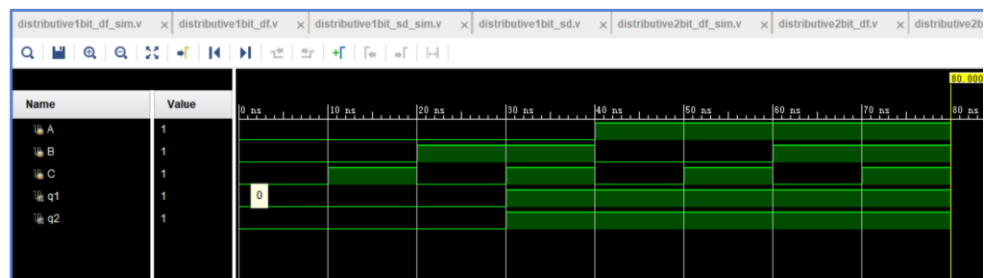 distributive1bit_df_sim.v × distributive1bit_df.v × distributive1bit_sd_sim.v × distributive1bit_sd.v × distributive2bit_df_sim.v × distributive2bit_df.v × distributive2b
80.000
Name Value
0 ns 10 ns 20 ns 30 ns 40 ns 50 ns 60 ns 70 ns 80 ns
A 1
B 1
C 1
q1 1 0
q2 1